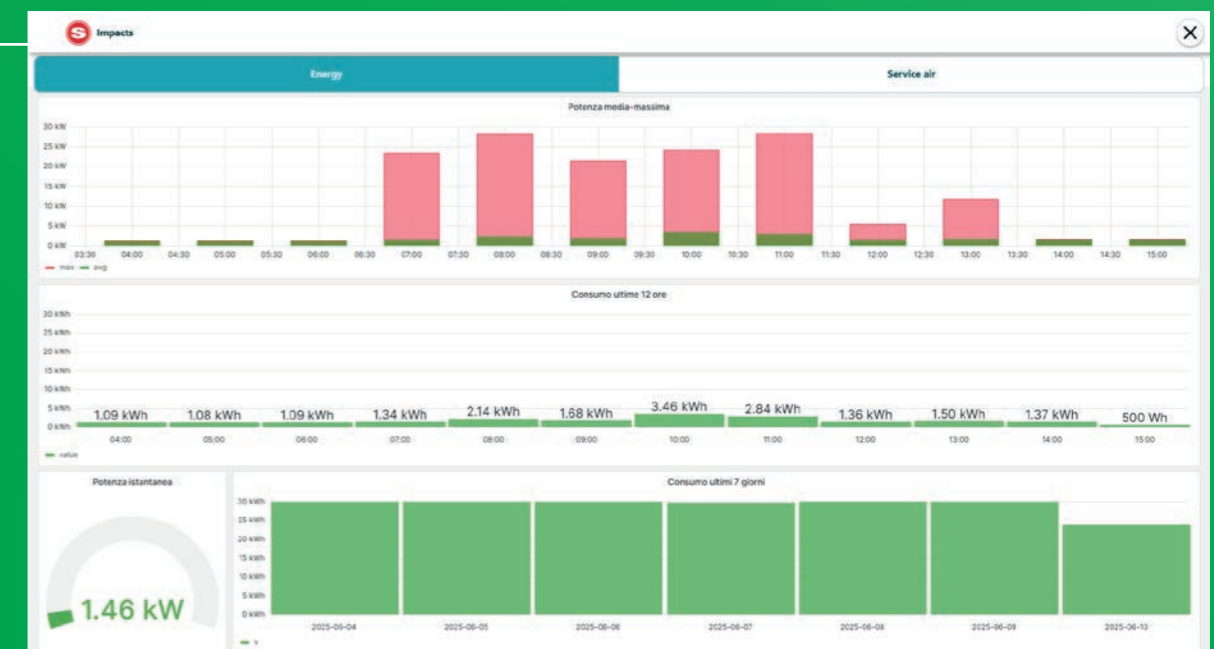 S Impacts
Energy
Service air
Potenza media-massima
30 kW
25 kW
20 kW
15 kW
10 kW
5 kW
0 kW
03:30 04:00 04:30 05:00 05:30 06:00 06:30 07:00 07:30 08:00 08:30 09:00 09:30 10:00 10:30 11:00 11:30 12:00 12:30 13:00 13:30 14:00 14:30 15:00
max avg
Consumo ultime 12 ore
30 kWh
25 kWh
20 kWh
15 kWh
10 kWh
5 kWh
0 kWh
1.09 kWh 1.08 kWh 1.09 kWh 1.34 kWh 2.14 kWh 1.68 kWh 3.46 kWh 2.84 kWh 1.36 kWh 1.50 kWh 1.37 kWh 500 Wh
04:00 05:00 06:00 07:00 08:00 09:00 10:00 11:00 12:00 13:00 14:00 15:00
value
Potenza istantanea
1.46 kW
Consumo ultimi 7 giorni
30 kWh
25 kWh
20 kWh
15 kWh
10 kWh
5 kWh
0 kWh
2025-06-04 2025-06-05 2025-06-06 2025-06-07 2025-06-08 2025-06-09 2025-06-10
v